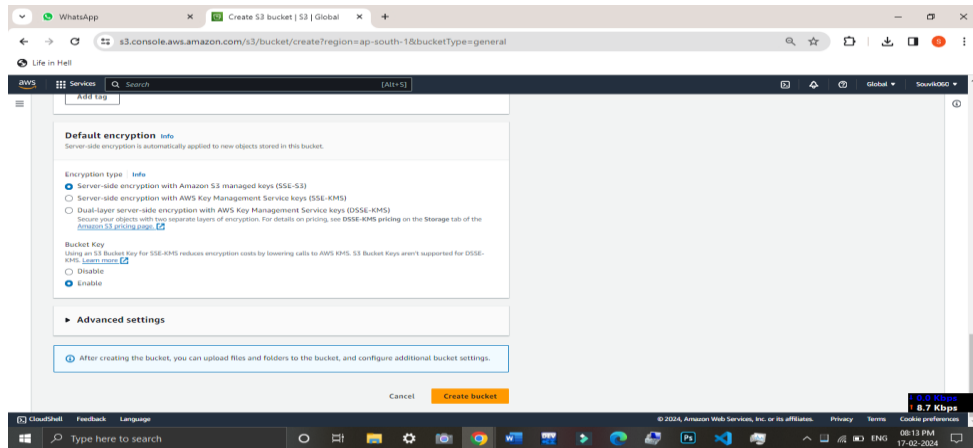 WhatsApp
Create S3 bucket | S3 | Global
s3.console.aws.amazon.com/s3/bucket/create?region=ap-south-1&bucketType=general
S
Life in Hell
aws
Services
Search
[Alt+S]
Global
Souvik060
Add tag
Default encryption Info
Server-side encryption is automatically applied to new objects stored in this bucket.
Encryption type Info
Server-side encryption with Amazon S3 managed keys (SSE-S3)
Server-side encryption with AWS Key Management Service keys (SSE-KMS)
Dual-layer server-side encryption with AWS Key Management Service keys (DSSE-KMS)
Secure your objects with two separate layers of encryption. For details on pricing, see DSSE-KMS pricing on the Storage tab of the
Amazon S3 pricing page.
Bucket Key
Using an S3 Bucket Key for SSE-KMS reduces encryption costs by lowering calls to AWS KMS. S3 Bucket Keys aren't supported for DSSE-
KMS. Learn more
Disable
Enable
Advanced settings
After creating the bucket, you can upload files and folders to the bucket, and configure additional bucket settings.
Cancel
Create bucket
0.0 Kbps
8.7 Kbps
CloudShell
Feedback
Language
© 2024, Amazon Web Services, Inc. or its affiliates.
Privacy
Terms
Cookie preferences
Type here to search
Ps
ENG
08:13 PM
17-02-2024